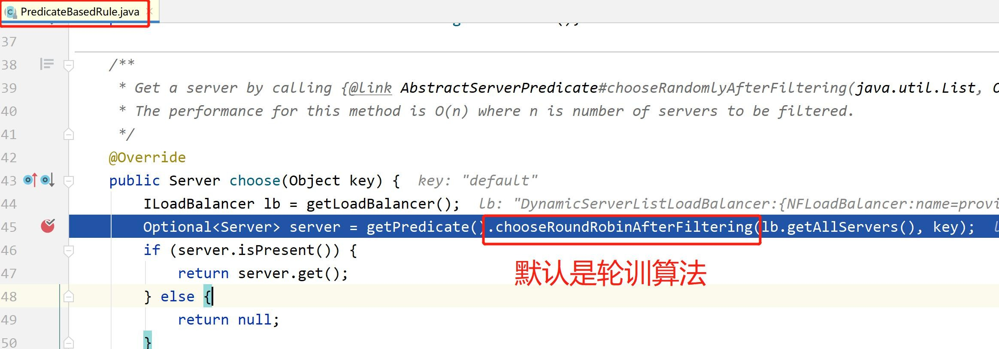 PredicateBasedRule.java
37
38 /**
39 * Get a server by calling {@link AbstractServerPredicate#chooseRandomlyAfterFiltering(java.util.List,
40 * The performance for this method is O(n) where n is number of servers to be filtered.
41 */
42 @Override
43 public Server choose(Object key) { key: "default"
44 ILoadBalancer lb = getLoadBalancer(); lb: "DynamicServerListLoadBalancer:{NFLoadBalancer:name=provi
45 Optional<Server> server = getPredicate().chooseRoundRobinAfterFiltering(lb.getAllServers(), key);
46 if (server.isPresent()) {
47 return server.get();
默认是轮训算法
48 } else {
49 return null;
50 }